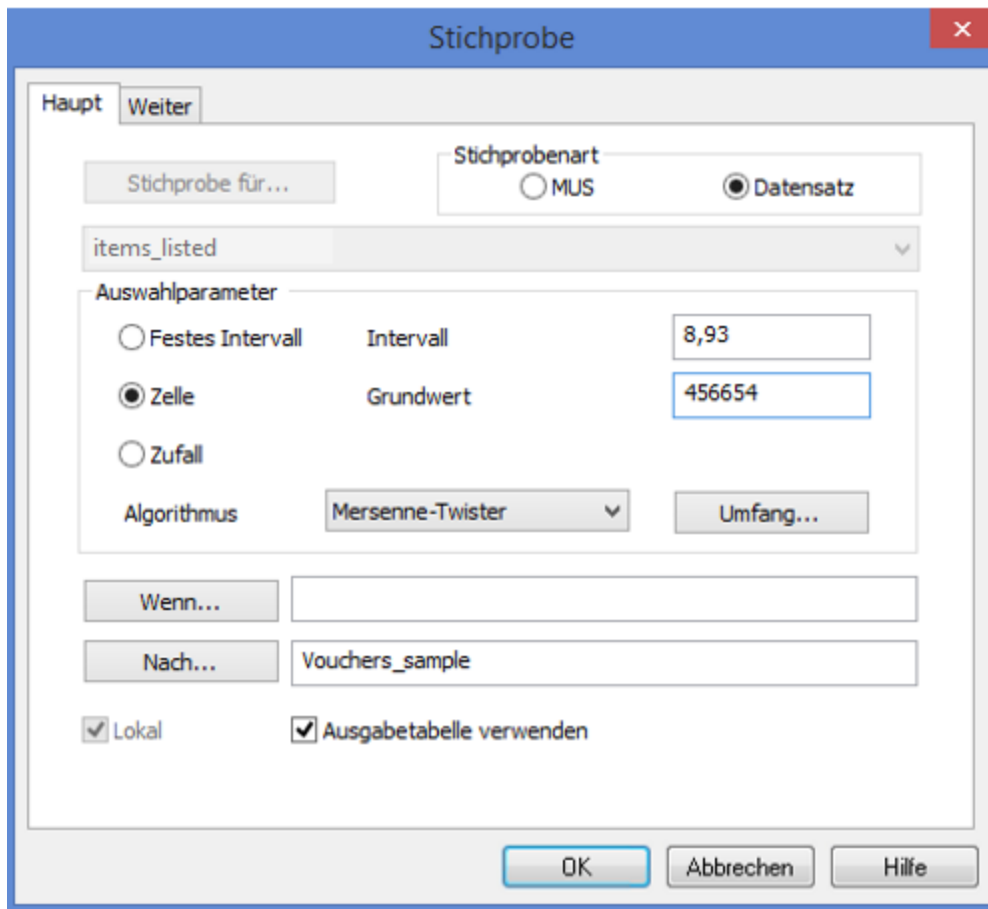 Stichprobe
Haupt Weiter
Stichprobenart
Stichprobe für... MUS Datensatz
items_listed
Auswahlparameter
Festes Intervall Intervall 8,93
Zelle Grundwert 456654
Zufall
Algorithmus Mersenne-Twister Umfang...
Wenn...
Nach... Vouchers_sample
Lokal Ausgabetabelle verwenden
OK Abbrechen Hilfe